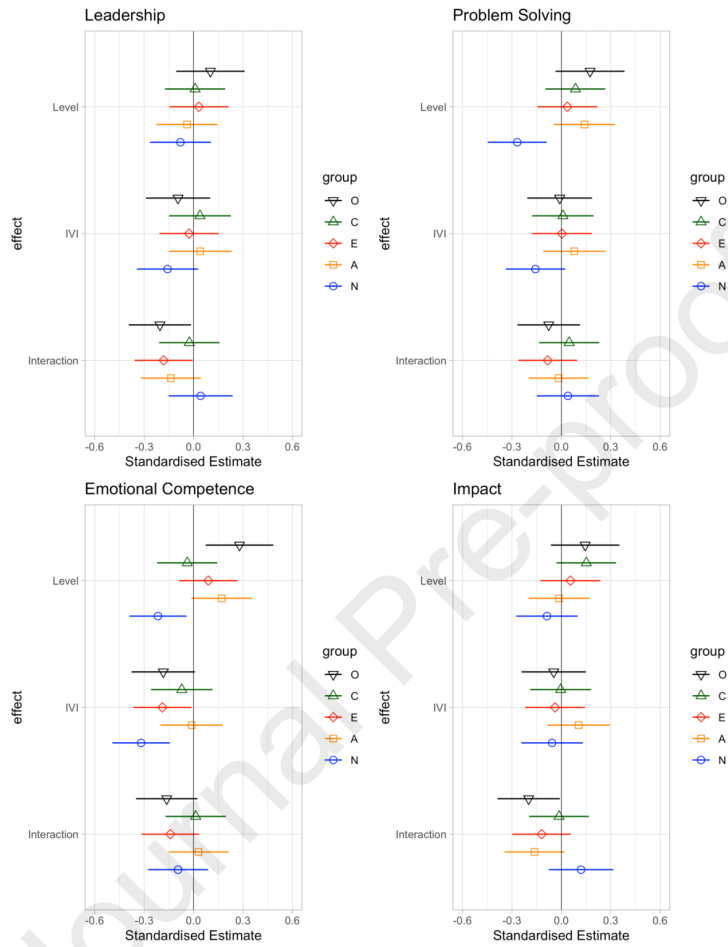 Leadership
Level
IVI
Interaction
effect
-0.6 -0.3 0.0 0.3 0.6
Standardised Estimate
group
O
C
E
A
N
Problem Solving
Level
IVI
Interaction
effect
-0.6 -0.3 0.0 0.3 0.6
Standardised Estimate
group
O
C
E
A
N
Emotional Competence
Level
IVI
Interaction
effect
-0.6 -0.3 0.0 0.3 0.6
Standardised Estimate
group
O
C
E
A
N
Impact
Level
IVI
Interaction
effect
-0.6 -0.3 0.0 0.3 0.6
Standardised Estimate
group
O
C
E
A
N
Journal Pre-proof